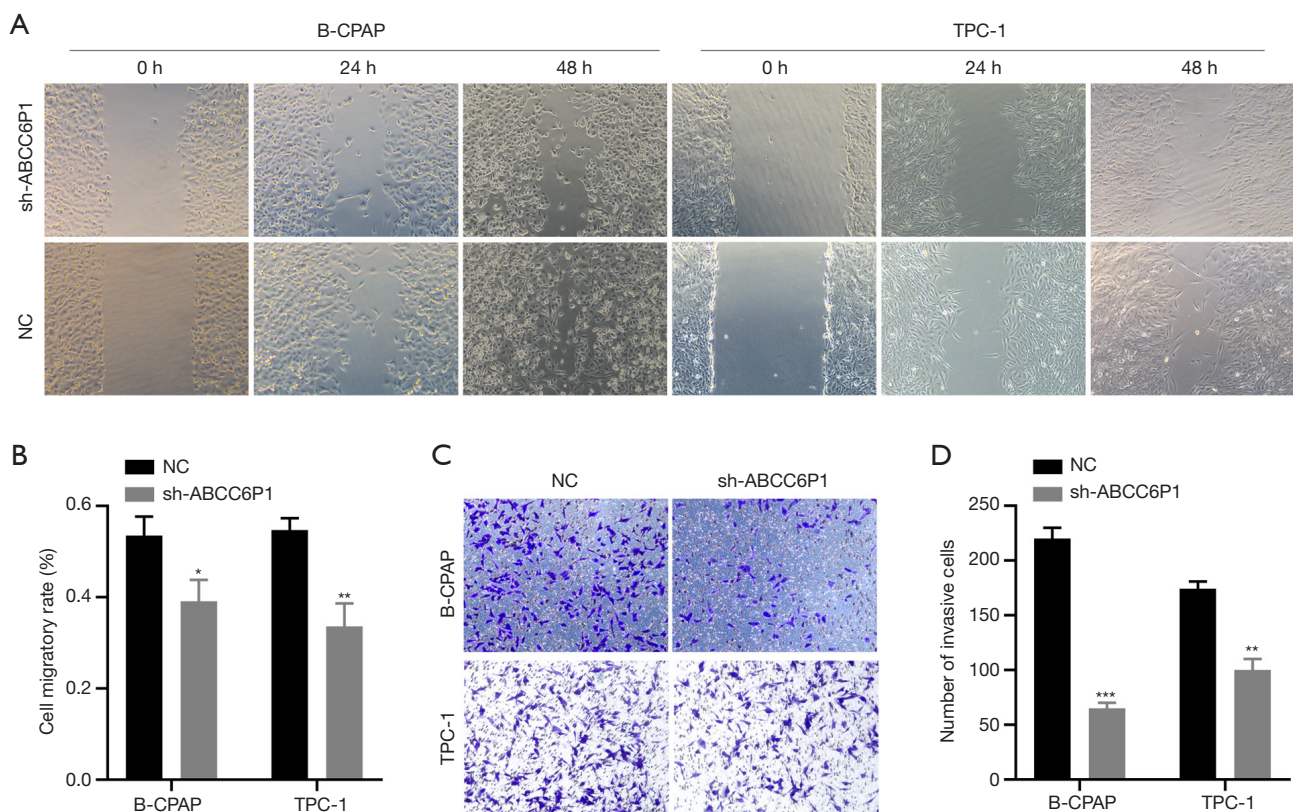 A
B-CPAP TPC-1
0 h 24 h 48 h 0 h 24 h 48 h
sh-ABCC6P1
NC
B
NC
sh-ABCC6P1
Cell migratory rate (%)
0.6
0.4
0.2
0.0
*
**
B-CPAP TPC-1
C
NC sh-ABCC6P1
B-CPAP
TPC-1
D
NC
sh-ABCC6P1
Number of invasive cells
250
200
150
100
50
0
***
**
B-CPAP TPC-1